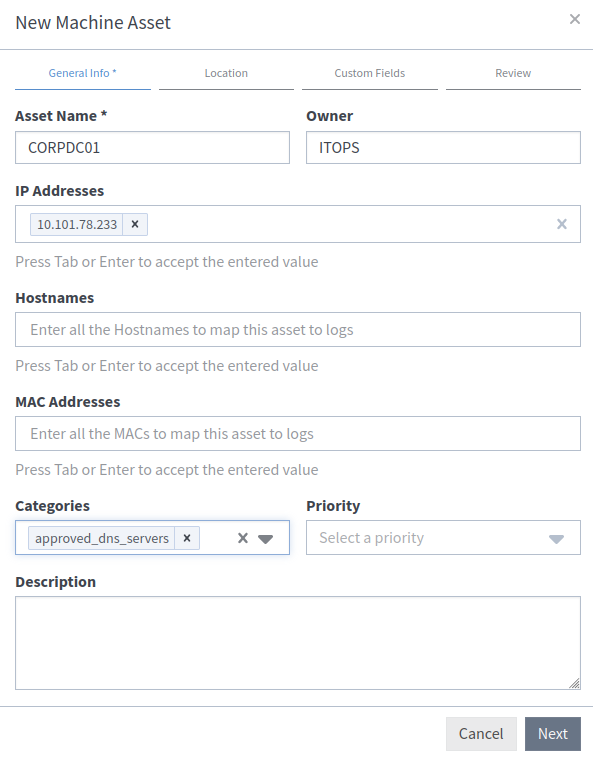 New Machine Asset ×
General Info * Location Custom Fields Review
Asset Name * Owner
CORPDC01 ITOPS
IP Addresses
10.101.78.233 × ×
Press Tab or Enter to accept the entered value
Hostnames
Enter all the Hostnames to map this asset to logs
Press Tab or Enter to accept the entered value
MAC Addresses
Enter all the MACs to map this asset to logs
Press Tab or Enter to accept the entered value
Categories Priority
approved_dns_servers × × Select a priority
Description
Cancel Next